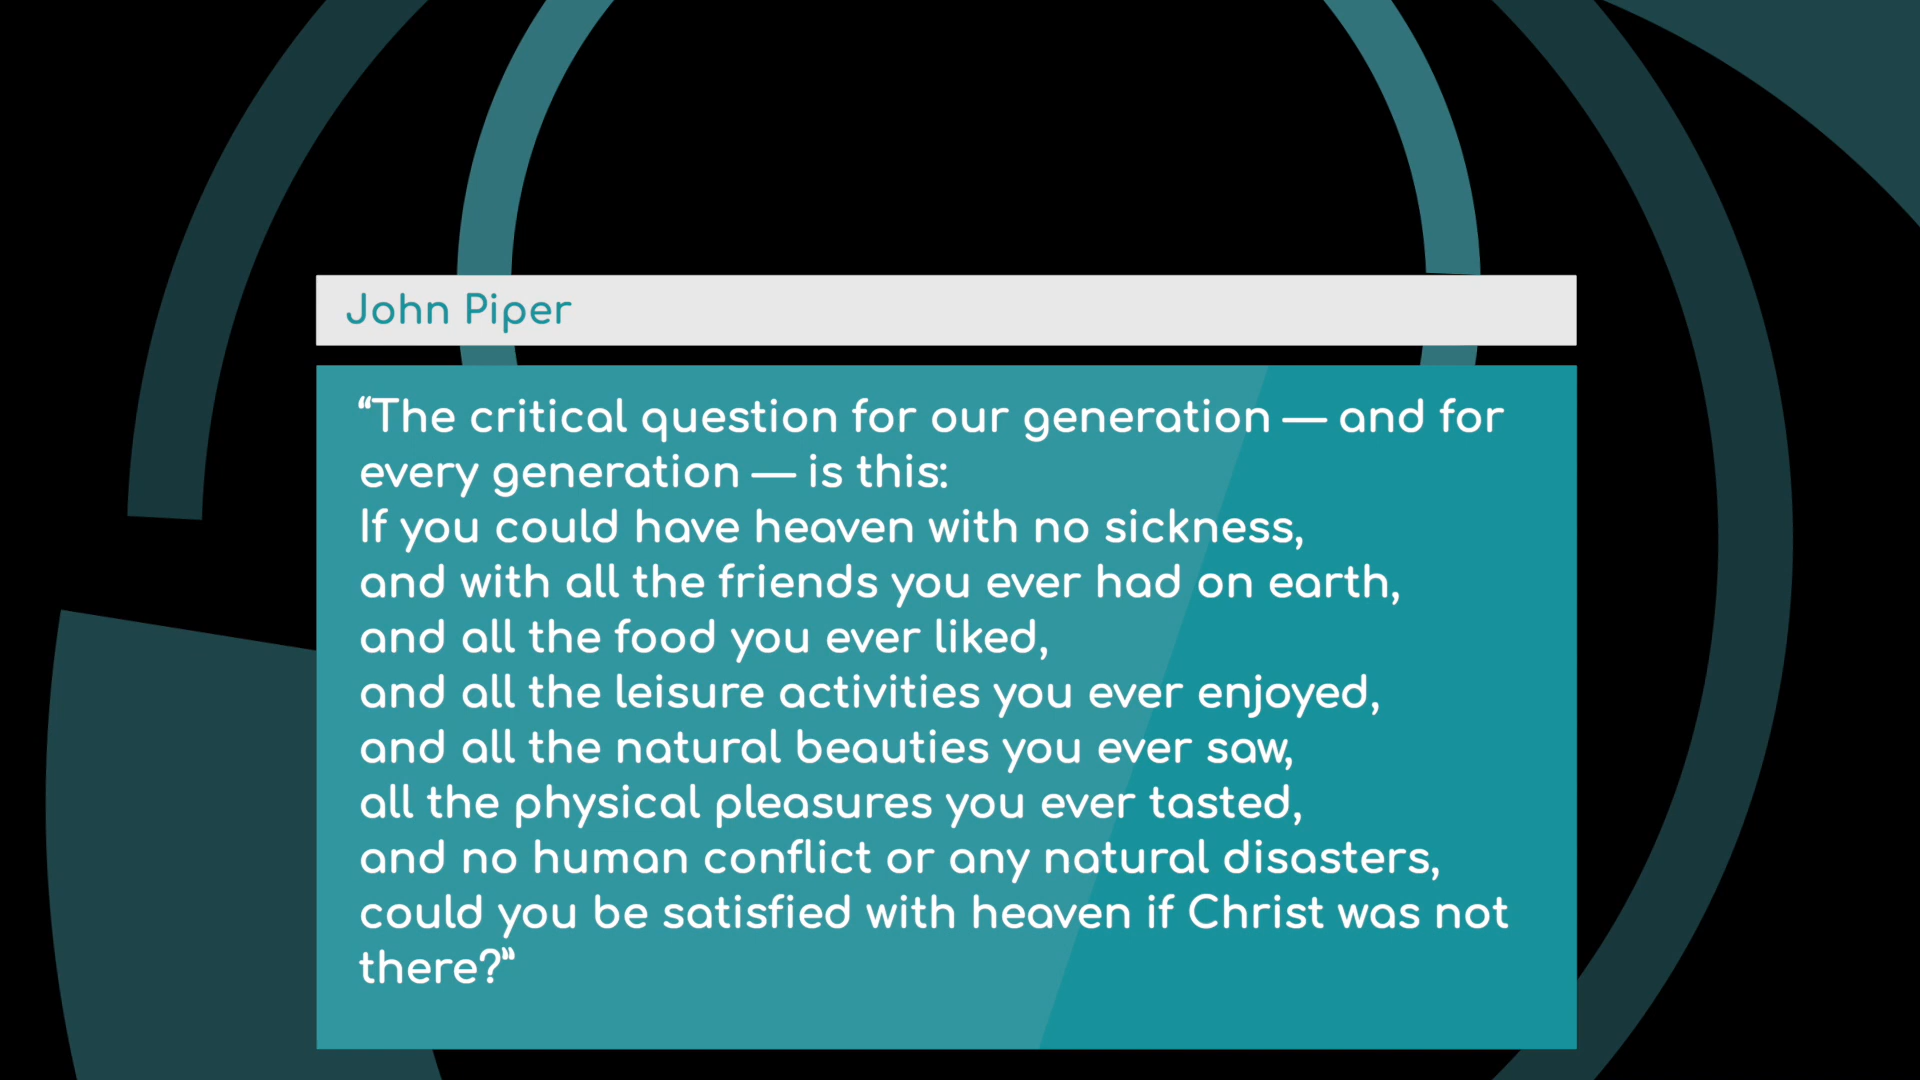 John Piper
“The critical question for our generation — and for
every generation — is this:
If you could have heaven with no sickness,
and with all the friends you ever had on earth,
and all the food you ever liked,
and all the leisure activities you ever enjoyed,
and all the natural beauties you ever saw,
all the physical pleasures you ever tasted,
and no human conflict or any natural disasters,
could you be satisfied with heaven if Christ was not
there?”